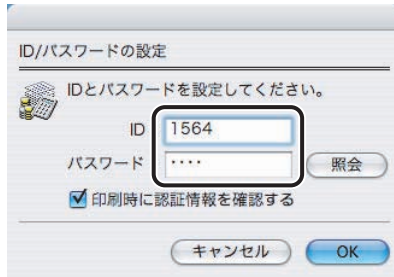 ID/パスワードの設定
IDとパスワードを設定してください。
ID 1564
パスワード •••• 照会
印刷時に認証情報を確認する
キャンセル OK